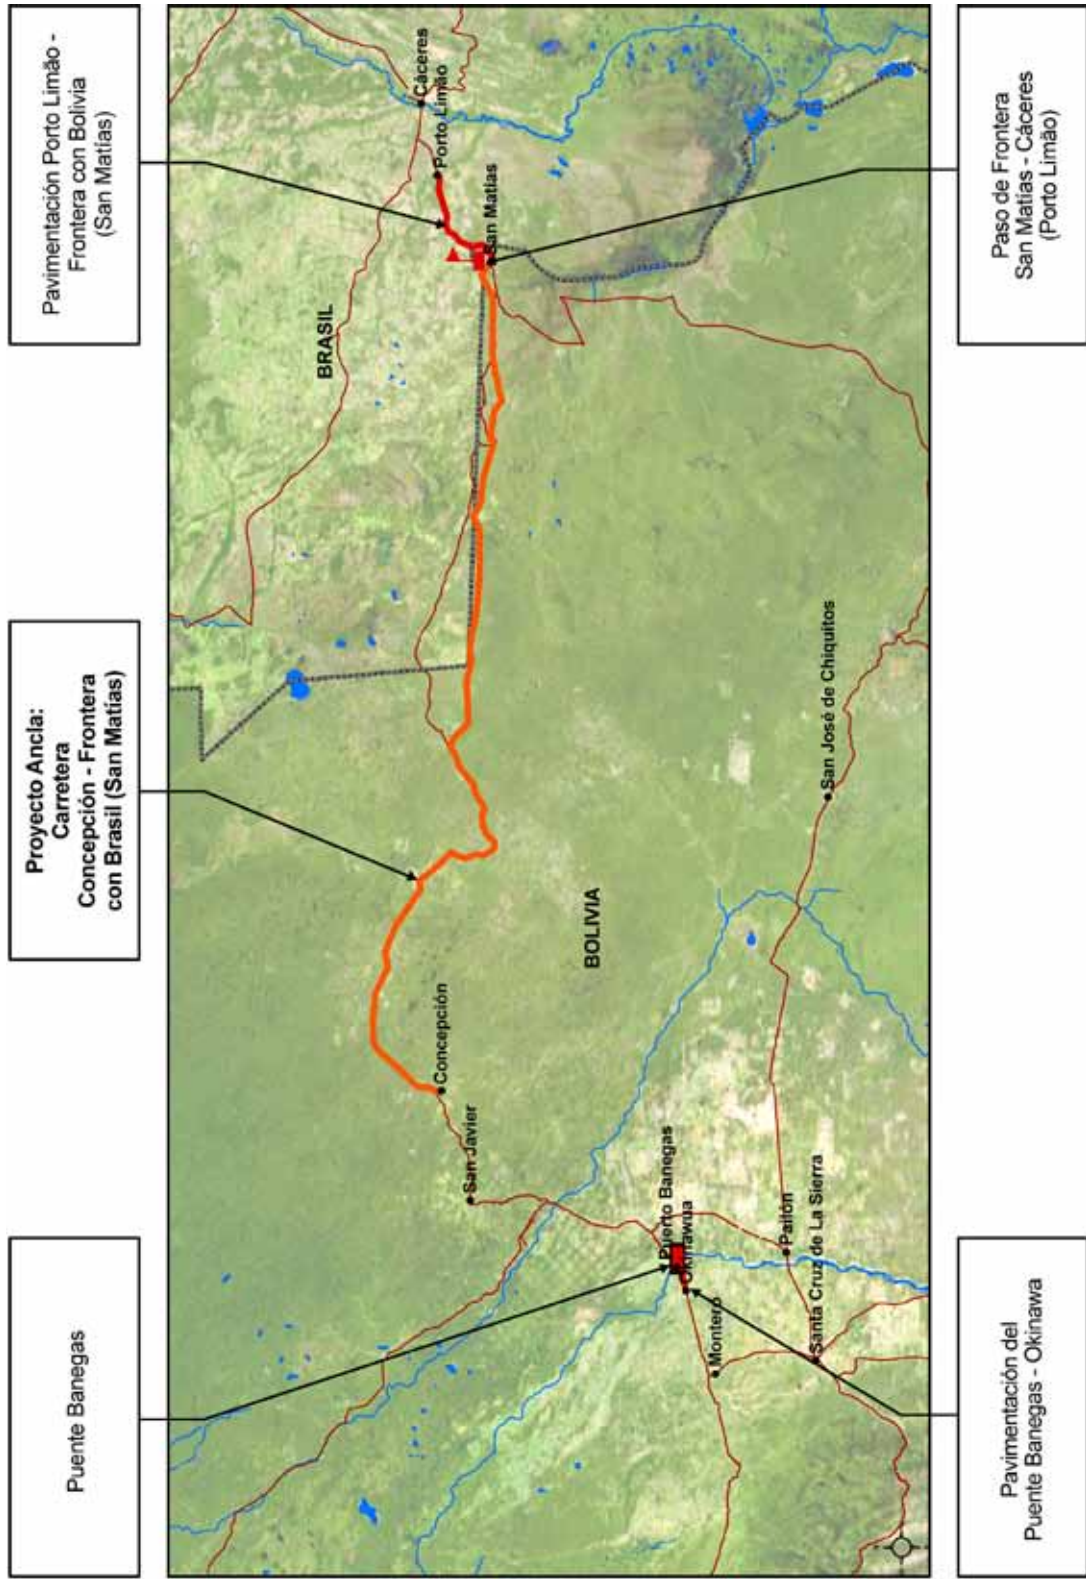 Puente Banegas
Proyecto Ancla:
Carretera
Concepción - Frontera
con Brasil (San Matías)
Pavimentación Porto Limão -
Frontera con Bolivia
(San Matías)
Cáceres
Porto Limão
San Matías
BRASIL
Concepción
San Javier
BOLIVIA
Puerto Banegas
Okinawua
Montero
Pailón
Santa Cruz de La Sierra
San José de Chiquitos
Pavimentación del
Puente Banegas - Okinawa
Paso de Frontera
San Matías - Cáceres
(Porto Limão)